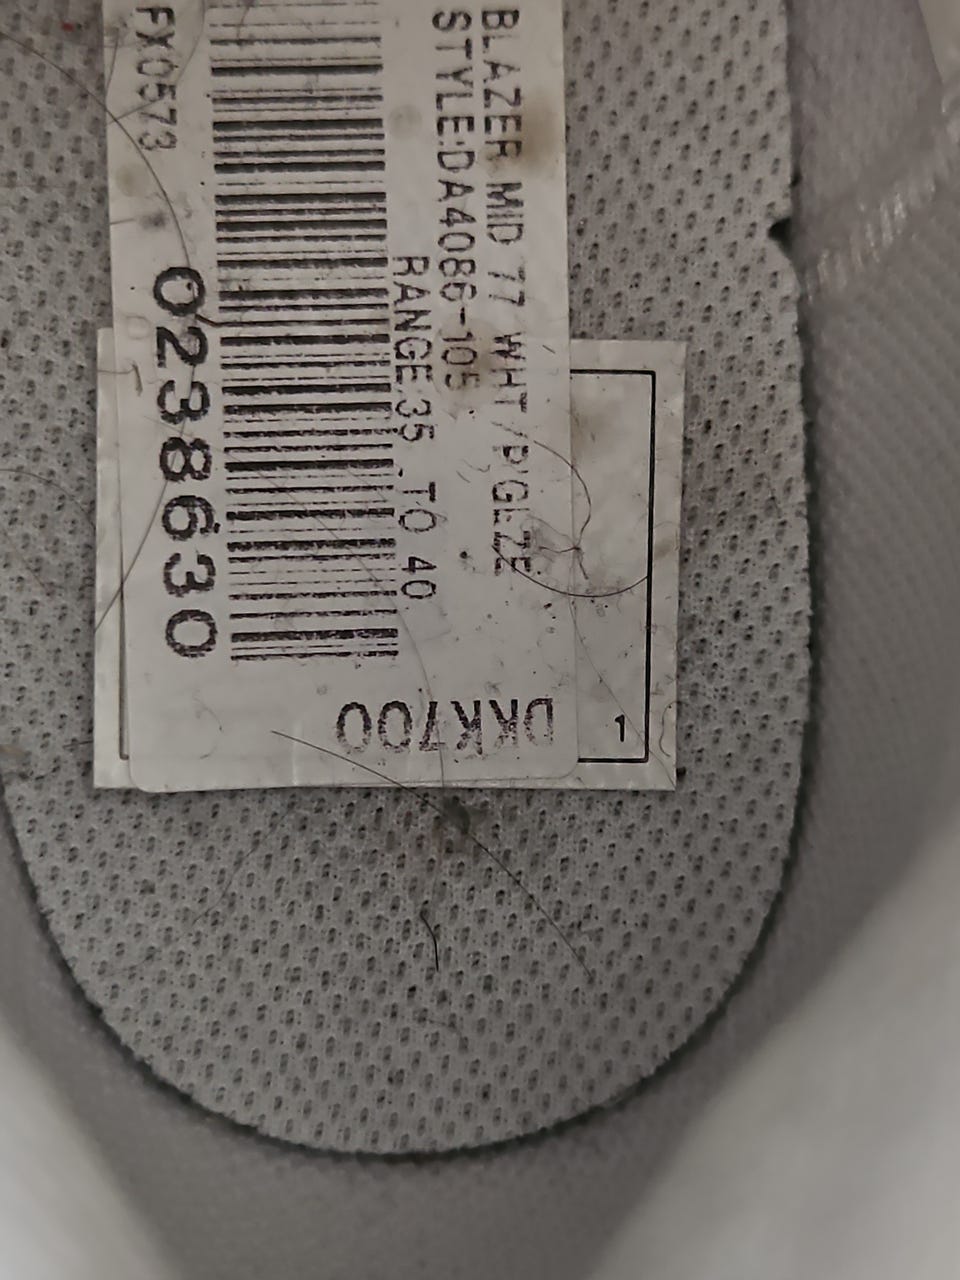 BLAZER MID 77 WHT/P'GLZE
STYLE:DA4086-105
RANGE:35 TO 40
0238630
FX0573
DKK700
1